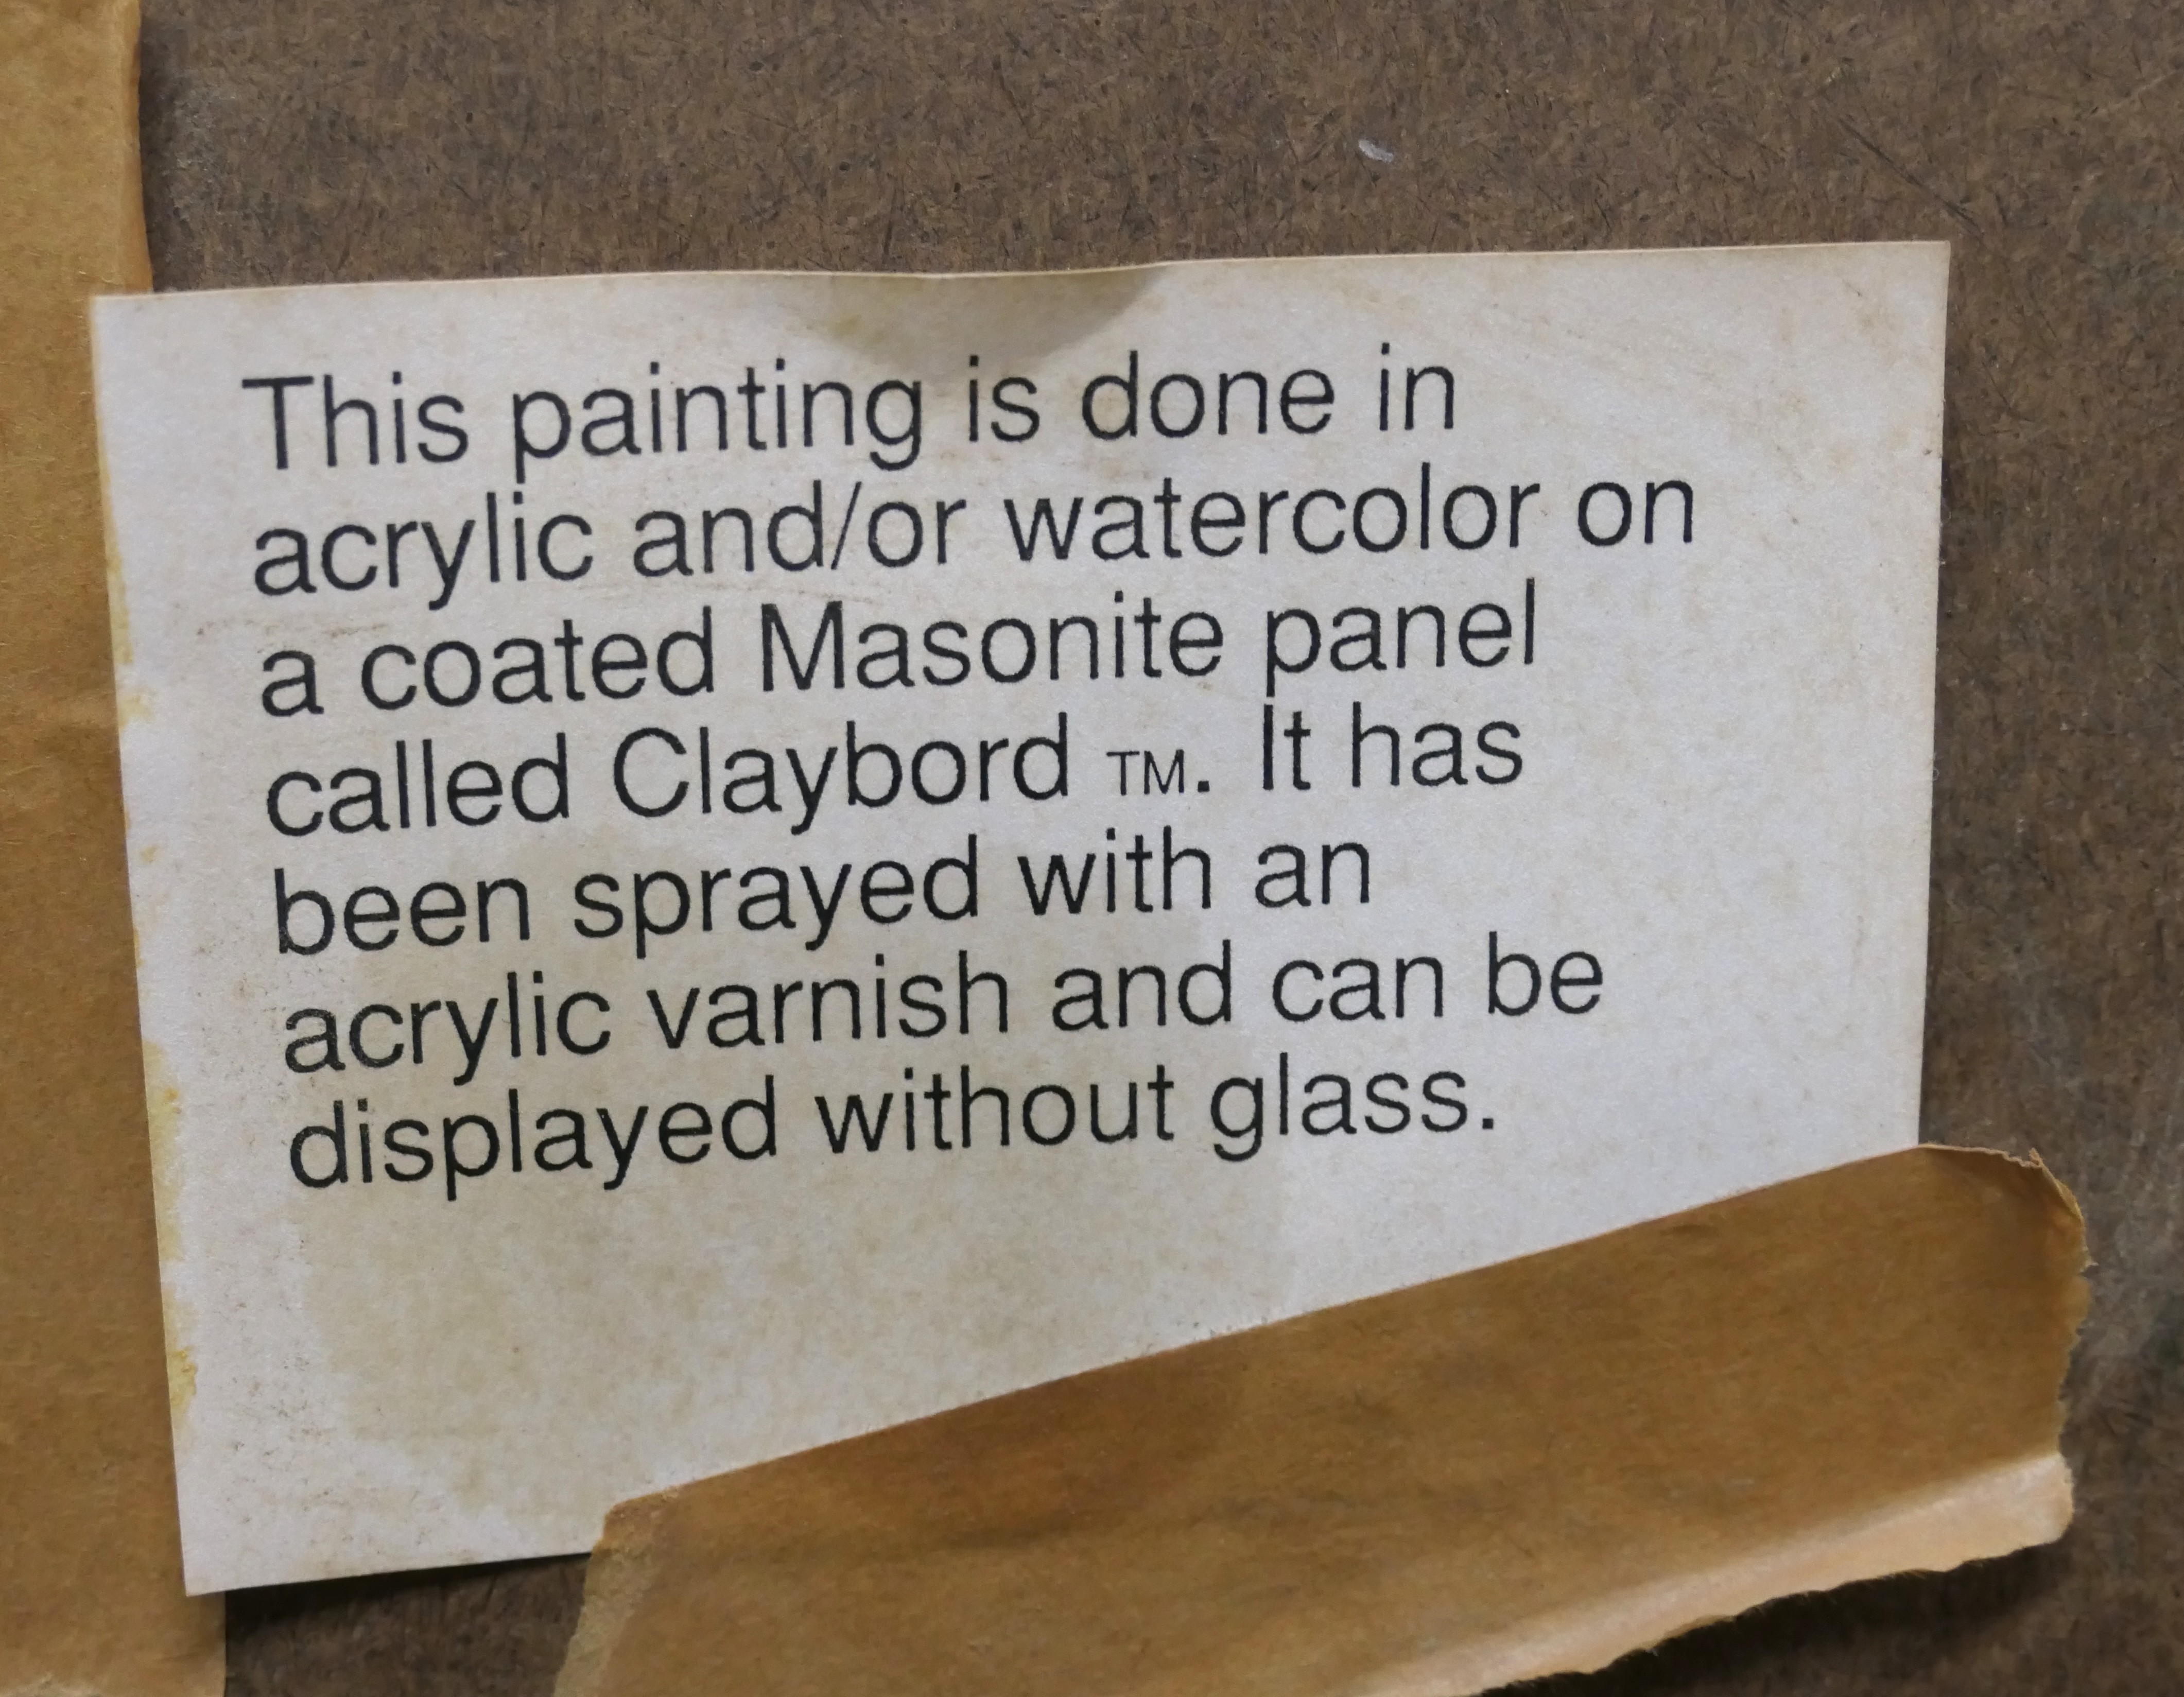 This painting is done in
acrylic and/or watercolor on
a coated Masonite panel
called Claybord TM. It has
been sprayed with an
acrylic varnish and can be
displayed without glass.